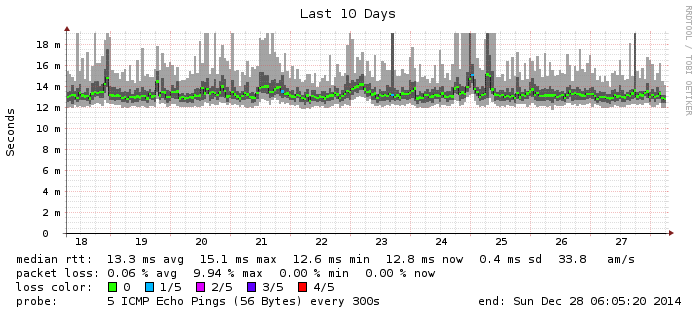 Last 10 Days
RRDTOOL / TOBI OETIKER
Seconds
18 m
16 m
14 m
12 m
10 m
8 m
6 m
4 m
2 m
0
18 19 20 21 22 23 24 25 26 27
median rtt: 13.3 ms avg 15.1 ms max 12.6 ms min 12.8 ms now 0.4 ms sd 33.8 am/s
packet loss: 0.06 % avg 9.94 % max 0.00 % min 0.00 % now
loss color: 0 1/5 2/5 3/5 4/5
probe: 5 ICMP Echo Pings (56 Bytes) every 300s end: Sun Dec 28 06:05:20 2014